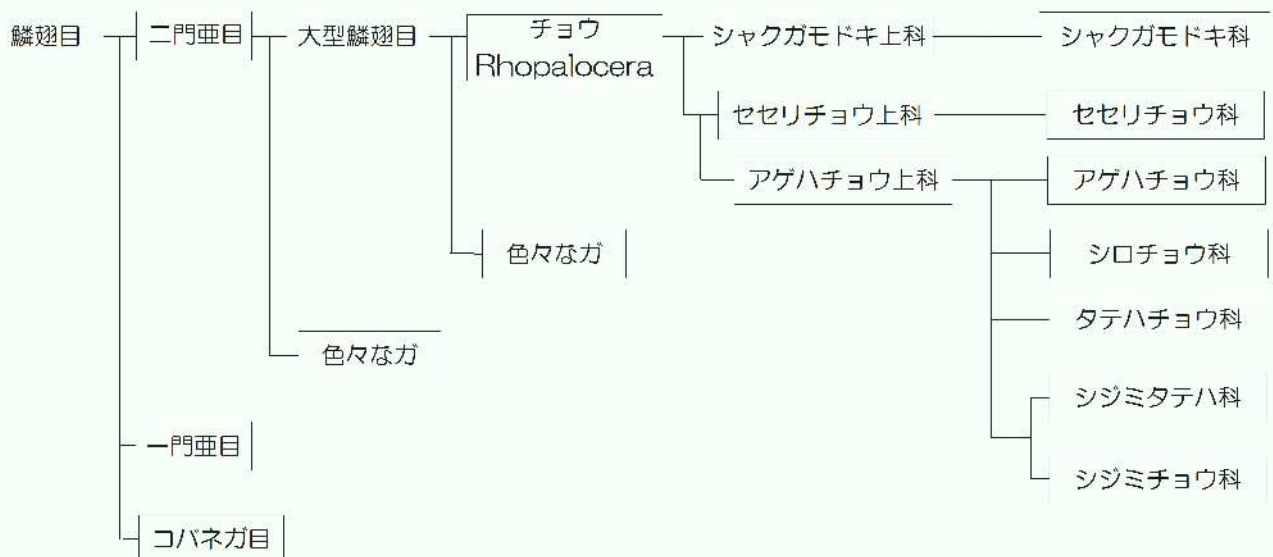 鱗翅目
二門亜目
大型鱗翅目
チョウ
Rhopalocera
シャクガモドキ上科
シャクガモドキ科
セセリチョウ上科
セセリチョウ科
アゲハチョウ上科
アゲハチョウ科
色々なガ
シロチョウ科
タテハチョウ科
色々なガ
シジミタテハ科
一門亜目
シジミチョウ科
コバネガ目